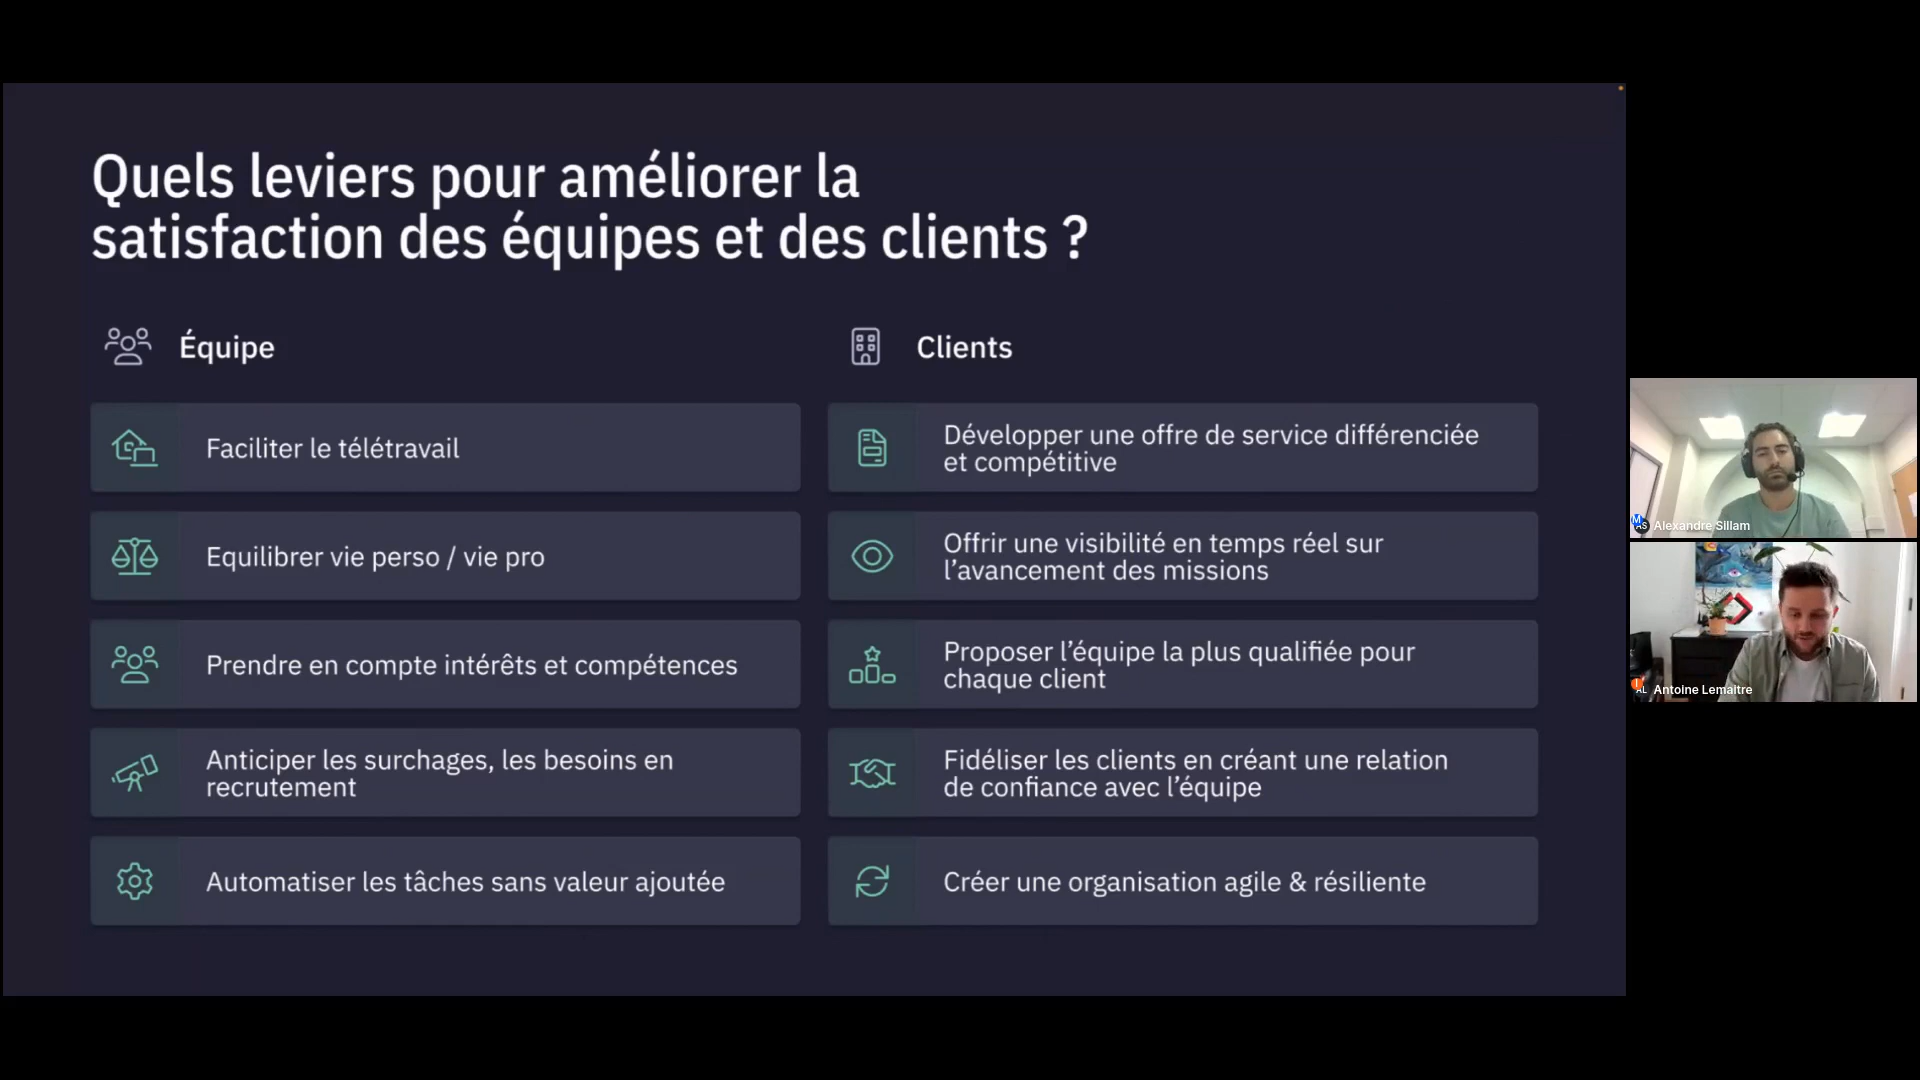 Quels leviers pour améliorer la
satisfaction des équipes et des clients ?
Équipe
Faciliter le télétravail
Equilibrer vie perso / vie pro
Prendre en compte intérêts et compétences
Anticiper les surchages, les besoins en
recrutement
Automatiser les tâches sans valeur ajoutée
Clients
Développer une offre de service différenciée
et compétitive
Offrir une visibilité en temps réel sur
l’avancement des missions
Proposer l’équipe la plus qualifiée pour
chaque client
Fidéliser les clients en créant une relation
de confiance avec l’équipe
Créer une organisation agile & résiliente
M
AS
Alexandre Sillam
AL
Antoine Lemaitre